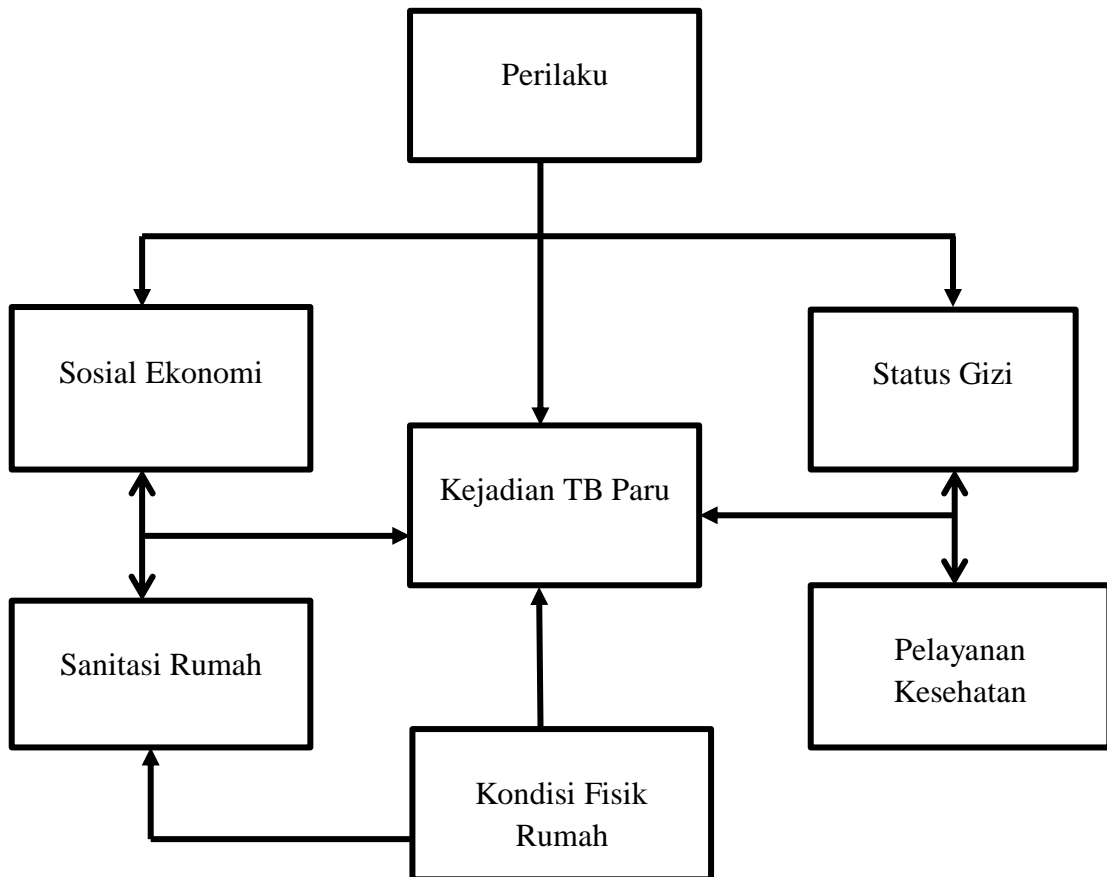 Perilaku
Sosial Ekonomi
Status Gizi
Kejadian TB Paru
Sanitasi Rumah
Pelayanan
Kesehatan
Kondisi Fisik
Rumah